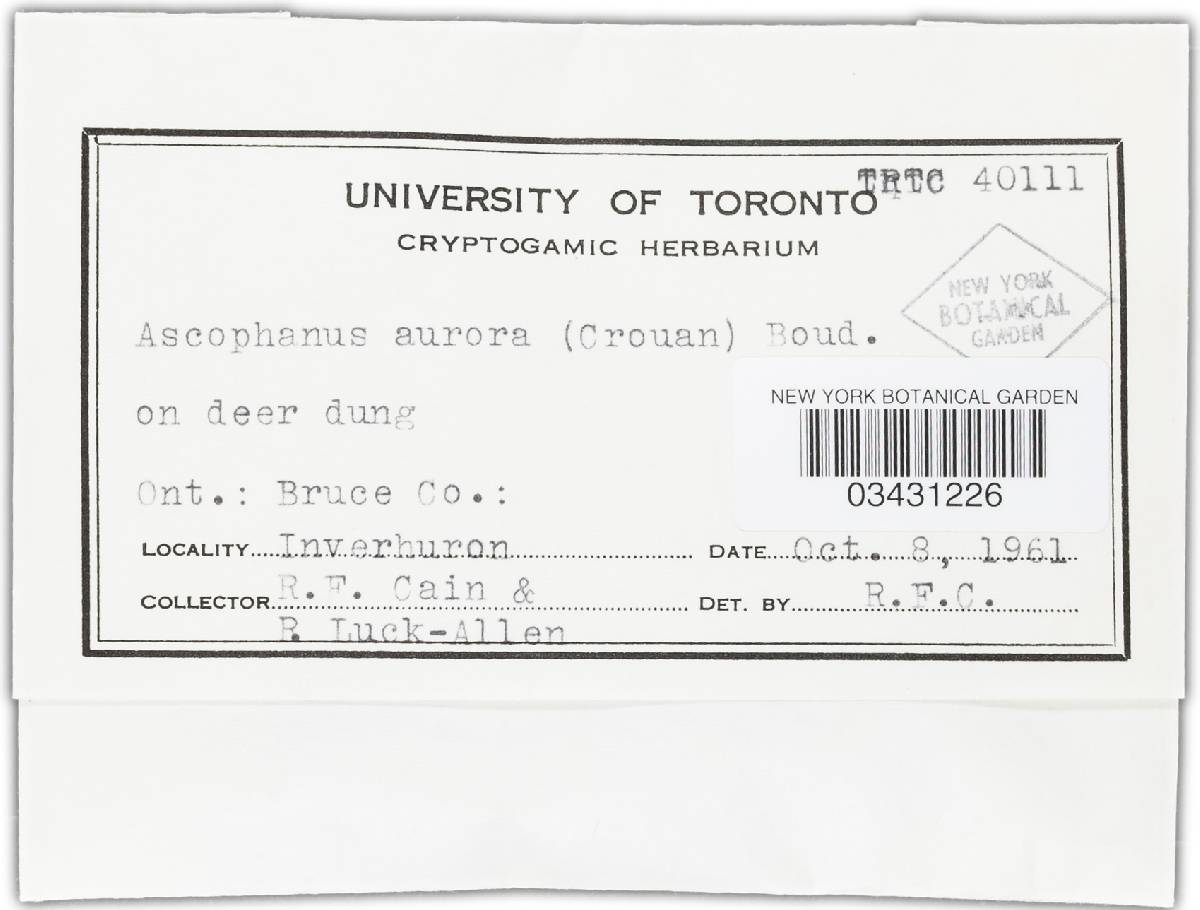 TRTC 40111
UNIVERSITY OF TORONTO
CRYPTOGAMIC HERBARIUM
NEW YORK
BOTANICAL
GARDEN
Ascophanus aurora (Crouan) Boud.
on deer dung
NEW YORK BOTANICAL GARDEN
03431226
Ont.: Bruce Co.:
LOCALITY Inverhuron DATE Oct. 8, 1961
COLLECTOR R.F. Cain & DET. BY R.F.C.
R Luck-Allen